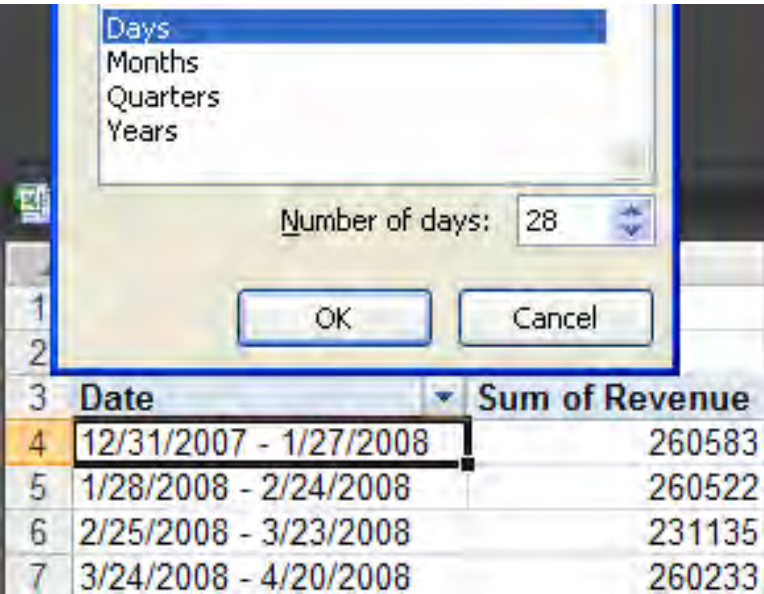 Days
Months
Quarters
Years
Number of days: 28
OK Cancel
1
2
3 Date Sum of Revenue
4 12/31/2007 - 1/27/2008 260583
5 1/28/2008 - 2/24/2008 260522
6 2/25/2008 - 3/23/2008 231135
7 3/24/2008 - 4/20/2008 260233